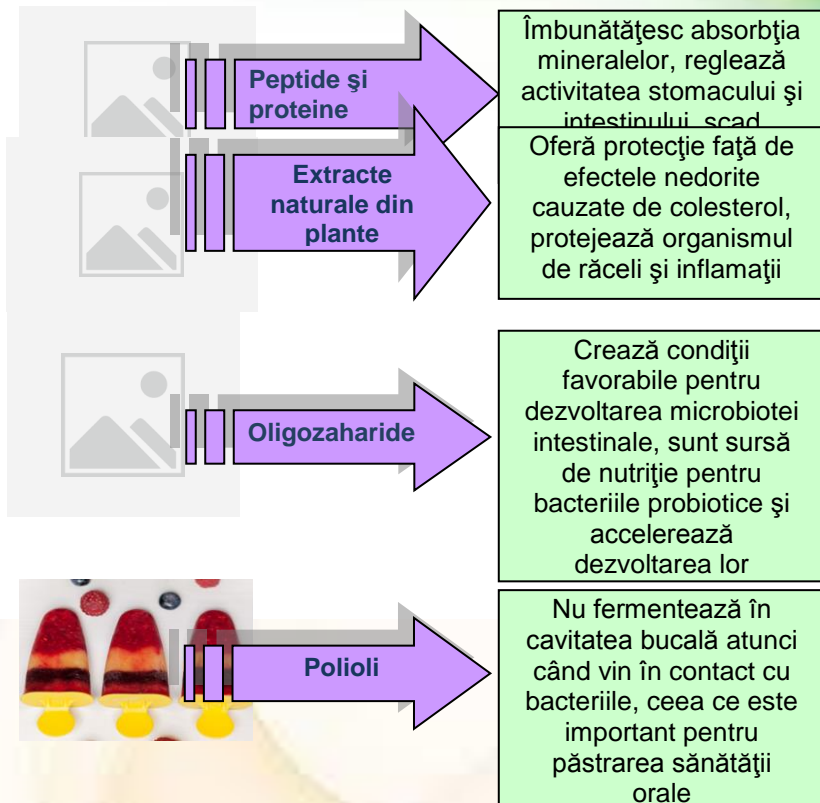 Peptide şi
proteine
Îmbunătăţesc absorbţia
mineralelor, reglează
activitatea stomacului şi
intestinului, scad
Extracte
naturale din
plante
Oferă protecţie faţă de
efectele nedorite
cauzate de colesterol,
protejează organismul
de răceli şi inflamaţii
Oligozaharide
Crează condiţii
favorabile pentru
dezvoltarea microbiotei
intestinale, sunt sursă
de nutriţie pentru
bacteriile probiotice şi
accelerează
dezvoltarea lor
Polioli
Nu fermentează în
cavitatea bucală atunci
când vin în contact cu
bacteriile, ceea ce este
important pentru
păstrarea sănătăţii
orale